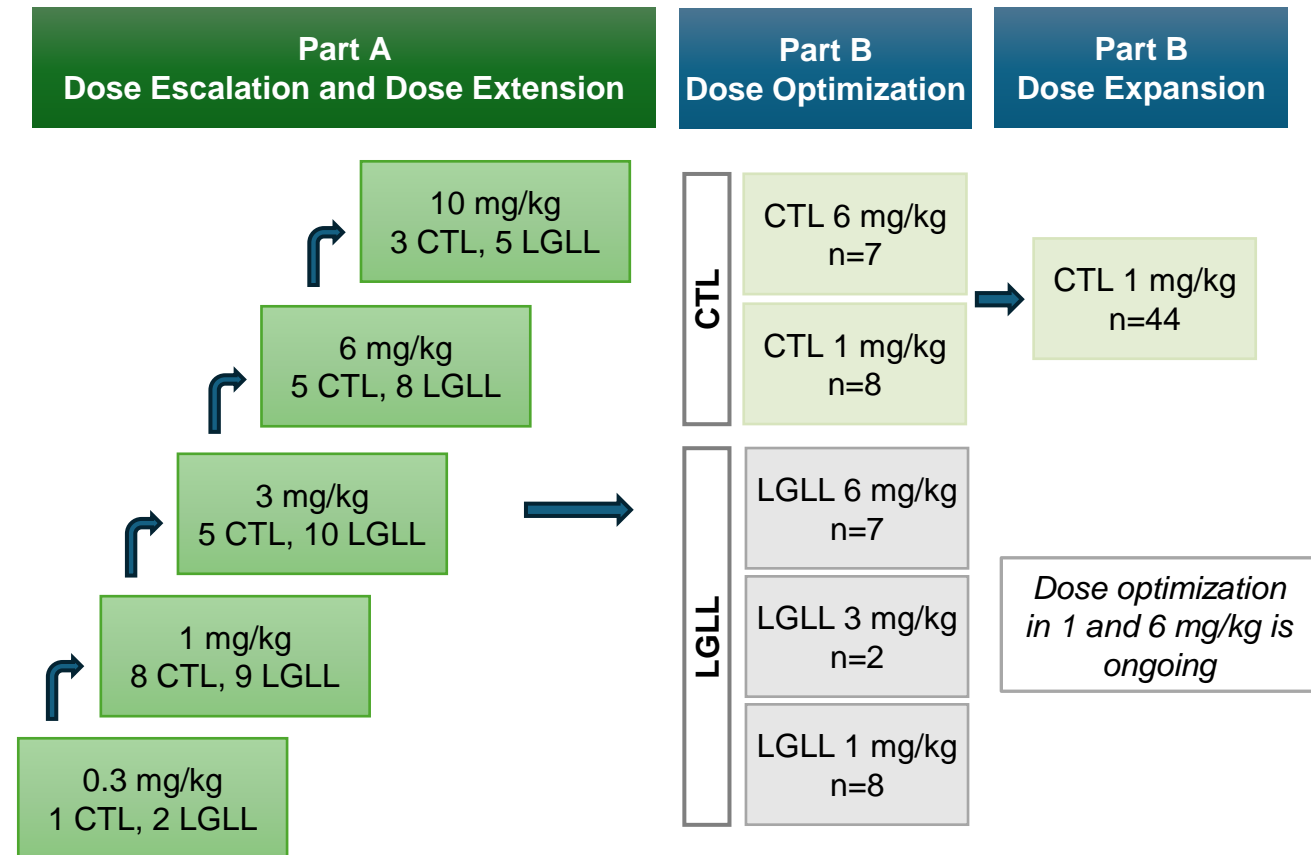 Part A
Dose Escalation and Dose Extension
Part B
Dose Optimization
Part B
Dose Expansion
10 mg/kg
3 CTL, 5 LGLL
6 mg/kg
5 CTL, 8 LGLL
3 mg/kg
5 CTL, 10 LGLL
1 mg/kg
8 CTL, 9 LGLL
0.3 mg/kg
1 CTL, 2 LGLL
CTL
CTL 6 mg/kg
n=7
CTL 1 mg/kg
n=8
CTL 1 mg/kg
n=44
LGLL
LGLL 6 mg/kg
n=7
LGLL 3 mg/kg
n=2
LGLL 1 mg/kg
n=8
Dose optimization
in 1 and 6 mg/kg is
ongoing